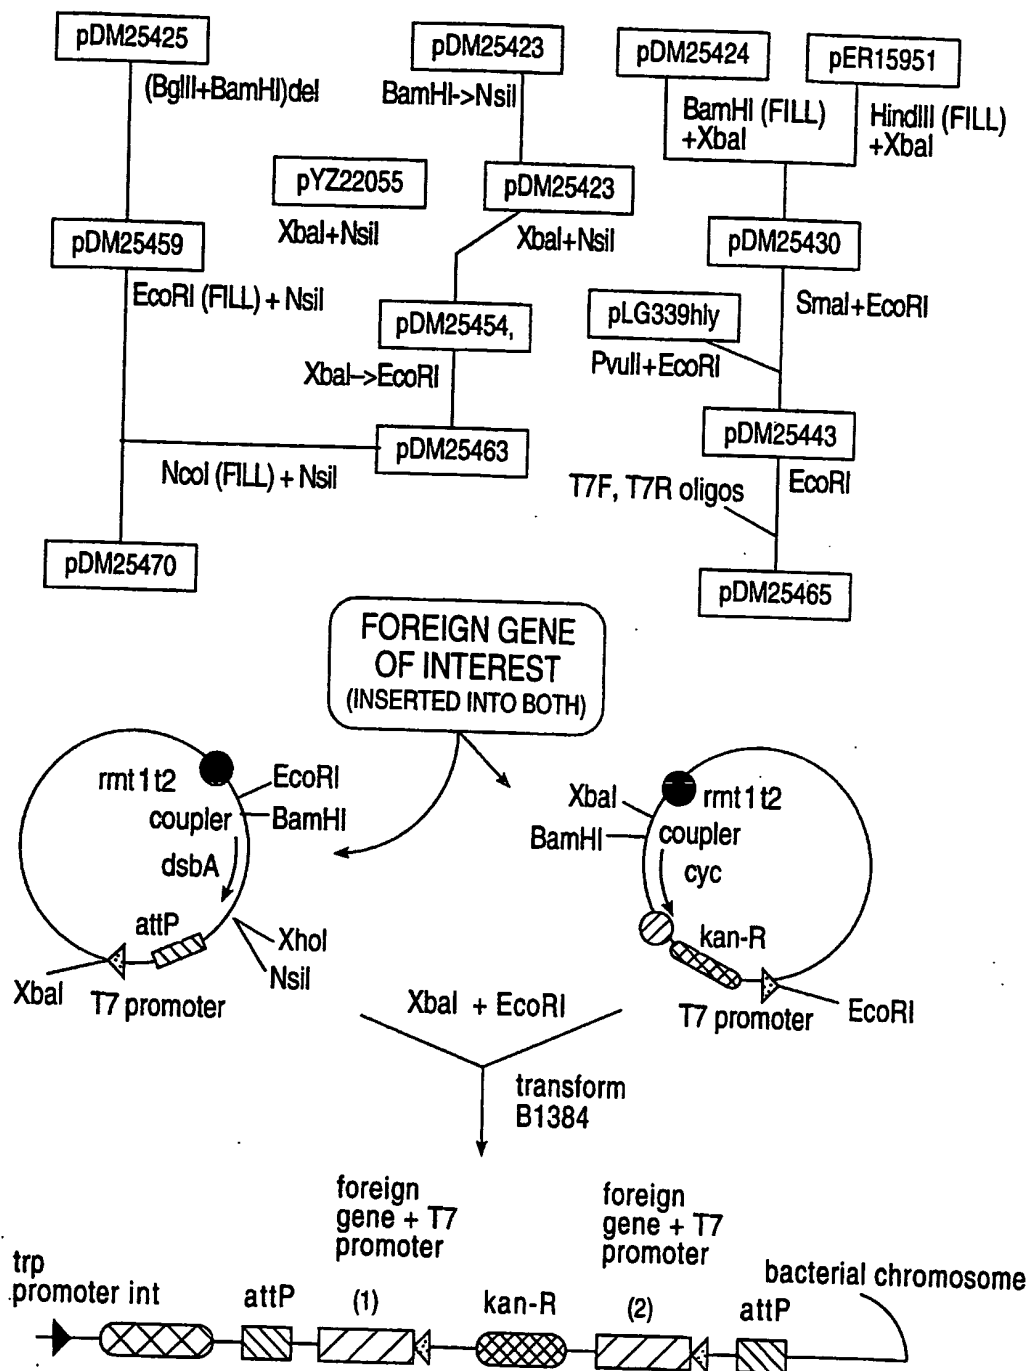 pDM25425
pDM25423
pDM25424
pER15951
(BglII+BamHI)del
BamHI->NsiI
BamHI (FILL)
+XbaI
HindIII (FILL)
+XbaI
pYZ22055
pDM25423
XbaI+NsiI
XbaI+NsiI
pDM25459
pDM25430
EcoRI (FILL) + NsiI
pDM25454,
pLG339hly
SmaI+EcoRI
XbaI->EcoRI
PvuII+EcoRI
pDM25463
pDM25443
NcoI (FILL) + NsiI
T7F, T7R oligos
EcoRI
pDM25470
pDM25465
FOREIGN GENE
OF INTEREST
(INSERTED INTO BOTH)
rrnt1t2
EcoRI
coupler
BamHI
dsbA
attP
XhoI
NsiI
XbaI
T7 promoter
XbaI
rrnt1t2
BamHI
coupler
cyc
kan-R
T7 promoter
EcoRI
XbaI + EcoRI
transform
B1384
foreign
gene + T7
promoter
foreign
gene + T7
promoter
trp
promoter int
attP
(1)
kan-R
(2)
attP
bacterial chromosome